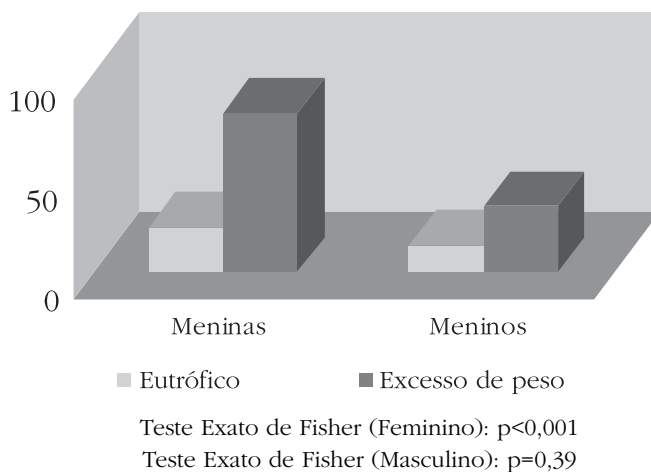 100
50
0
Meninas Meninos
Eutrófico Excesso de peso
Teste Exato de Fisher (Feminino): p<0,001
Teste Exato de Fisher (Masculino): p=0,39